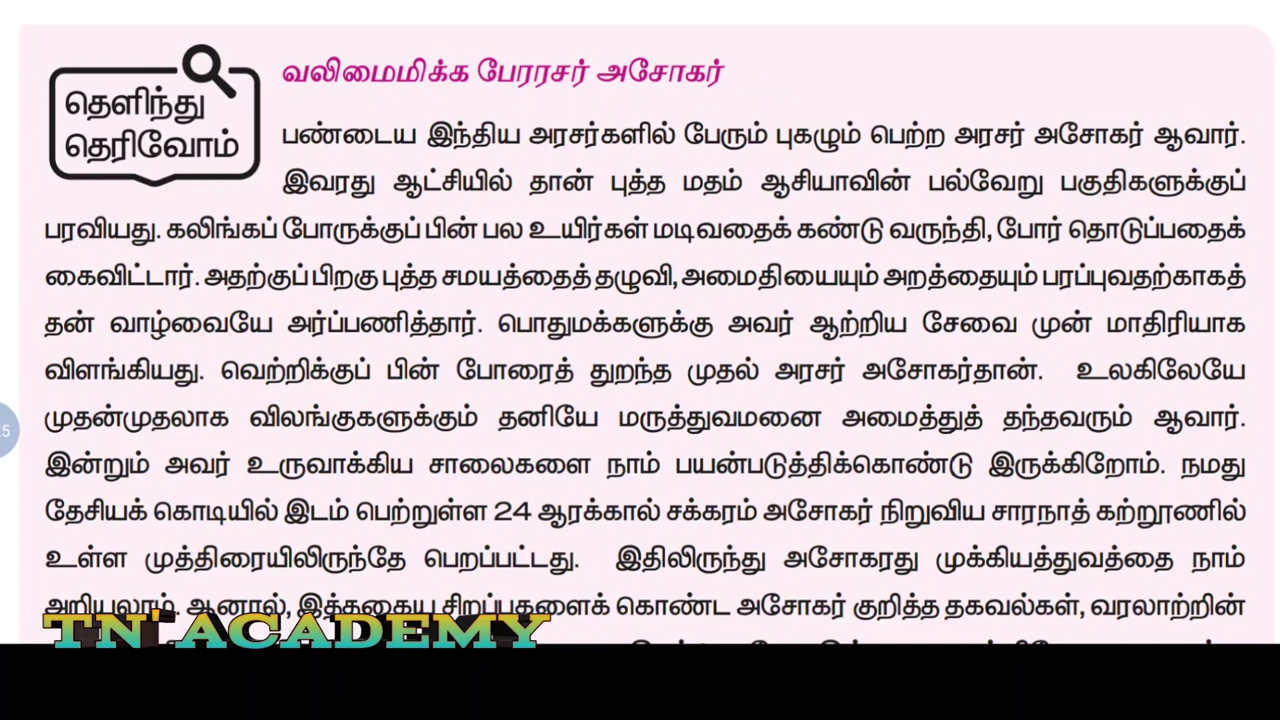 வலிமைமிக்க பேரரசர் அசோகர்
தெளிந்து
தெரிவோம்
பண்டைய இந்திய அரசர்களில் பேரும் புகழும் பெற்ற அரசர் அசோகர் ஆவார்.
இவரது ஆட்சியில் தான் புத்த மதம் ஆசியாவின் பல்வேறு பகுதிகளுக்குப்
பரவியது. கலிங்கப் போருக்குப் பின் பல உயிர்கள் மடிவதைக் கண்டு வருந்தி, போர் தொடுப்பதைக்
கைவிட்டார். அதற்குப் பிறகு புத்த சமயத்தைத் தழுவி, அமைதியையும் அறத்தையும் பரப்புவதற்காகத்
தன் வாழ்வையே அர்ப்பணித்தார். பொதுமக்களுக்கு அவர் ஆற்றிய சேவை முன் மாதிரியாக
விளங்கியது. வெற்றிக்குப் பின் போரைத் துறந்த முதல் அரசர் அசோகர்தான். உலகிலேயே
முதன்முதலாக விலங்குகளுக்கும் தனியே மருத்துவமனை அமைத்துத் தந்தவரும் ஆவார்.
இன்றும் அவர் உருவாக்கிய சாலைகளை நாம் பயன்படுத்திக்கொண்டு இருக்கிறோம். நமது
தேசியக் கொடியில் இடம் பெற்றுள்ள 24 ஆரக்கால் சக்கரம் அசோகர் நிறுவிய சாரநாத் கற்றூணில்
உள்ள முத்திரையிலிருந்தே பெறப்பட்டது. இதிலிருந்து அசோகரது முக்கியத்துவத்தை நாம்
அறியலாம். ஆனால், இத்தகைய சிறப்புகளைக் கொண்ட அசோகர் குறித்த தகவல்கள், வரலாற்றின்
TN' ACADEMY